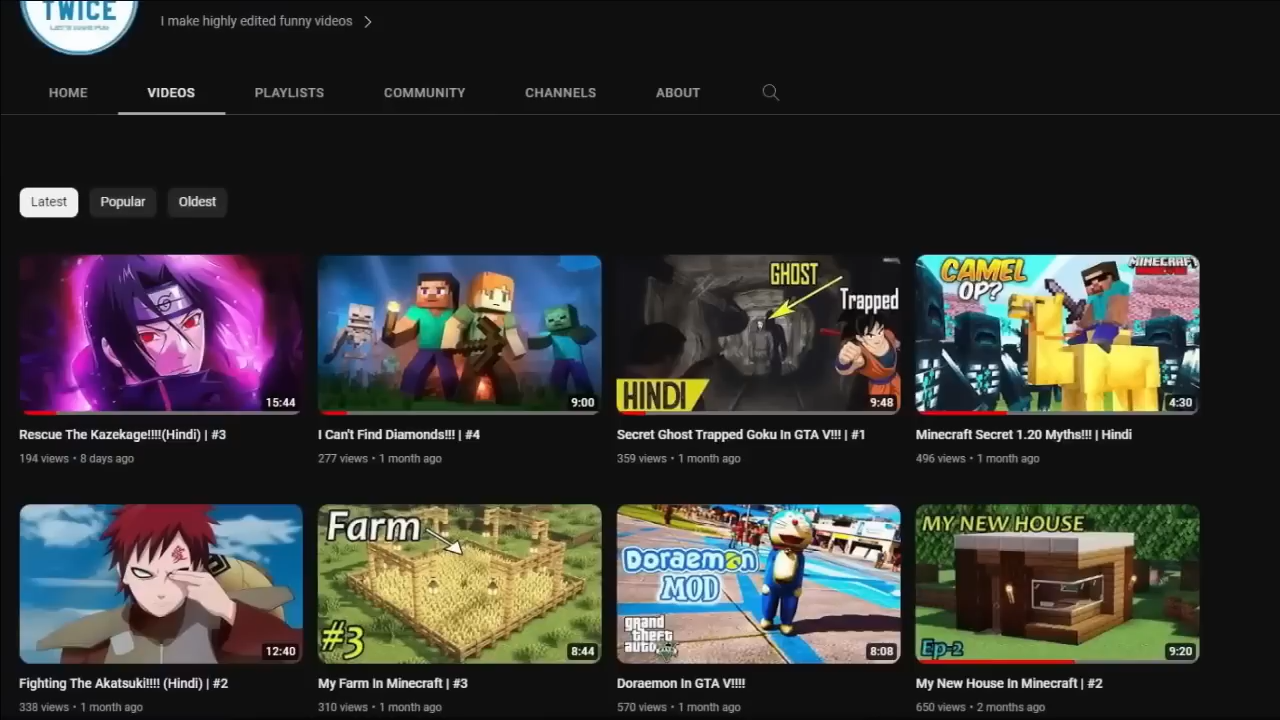 TWICE
LET'S HAVE FUN
I make highly edited funny videos
HOME VIDEOS PLAYLISTS COMMUNITY CHANNELS ABOUT
Latest Popular Oldest
15:44
Rescue The Kazekage!!!!(Hindi) | #3
194 views • 8 days ago
9:00
I Can't Find Diamonds!!! | #4
277 views • 1 month ago
GHOST
Trapped
HINDI
9:48
Secret Ghost Trapped Goku In GTA V!!! | #1
359 views • 1 month ago
CAMEL
OP?
MINECRAFT
4:30
Minecraft Secret 1.20 Myths!!! | Hindi
496 views • 1 month ago
12:40
Fighting The Akatsuki!!!! (Hindi) | #2
338 views • 1 month ago
Farm
#3
8:44
My Farm In Minecraft | #3
310 views • 1 month ago
Doraemon
MOD
grand
theft
auto
8:08
Doraemon In GTA V!!!!
570 views • 1 month ago
MY NEW HOUSE
Ep-2
9:20
My New House In Minecraft | #2
650 views • 2 months ago